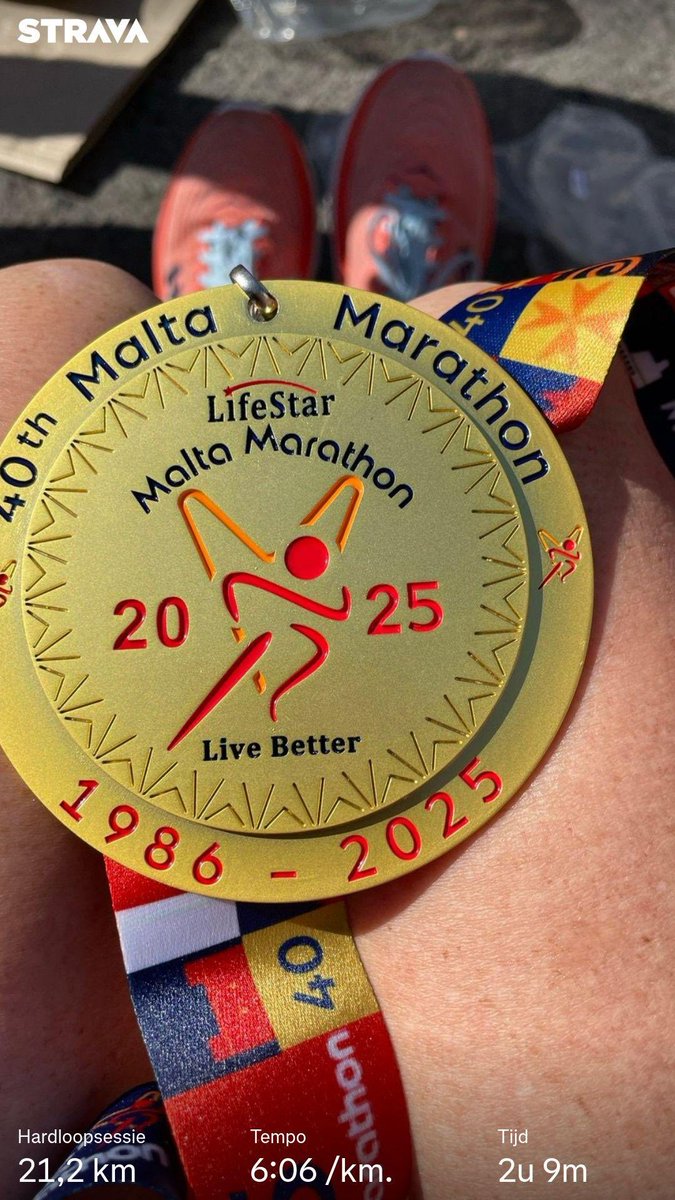 STRAVA
40th Malta Marathon
LifeStar
Malta Marathon
20 25
Live Better
1986 - 2025
40
40
Hardloopsessie
21,2 km
Tempo
6:06 /km.
Tijd
2u 9m